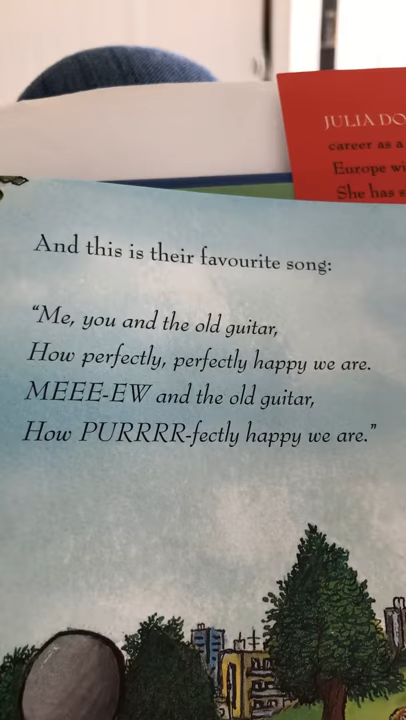 JULIA DO
career as a
Europe wi
She has s
And this is their favourite song:
“Me, you and the old guitar,
How perfectly, perfectly happy we are.
MEEE-EW and the old guitar,
How PURRRR-fectly happy we are.”